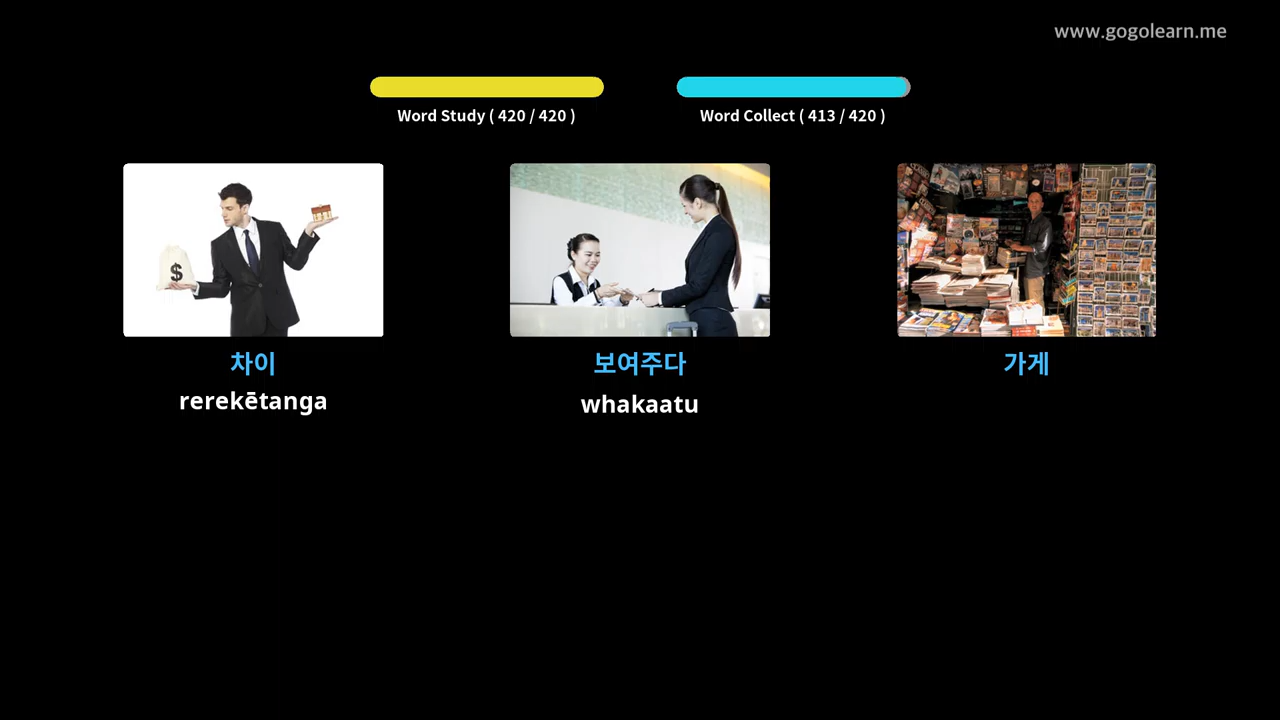 www.gogolearn.me
Word Study ( 420 / 420 )
Word Collect ( 413 / 420 )
차이
보여주다
가게
rerekētanga
whakaatu